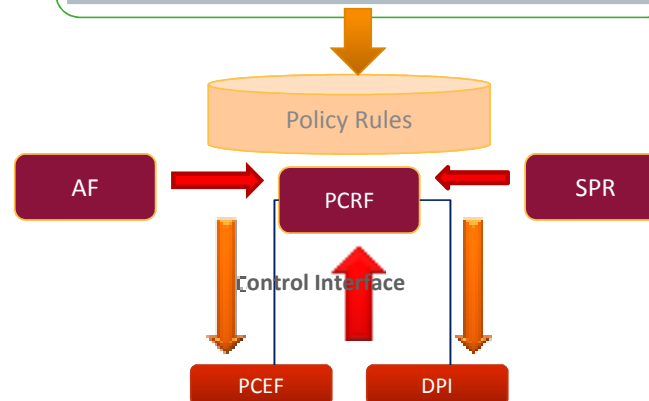 Policy Rules
AF
PCRF
SPR
Control Interface
PCEF
DPI